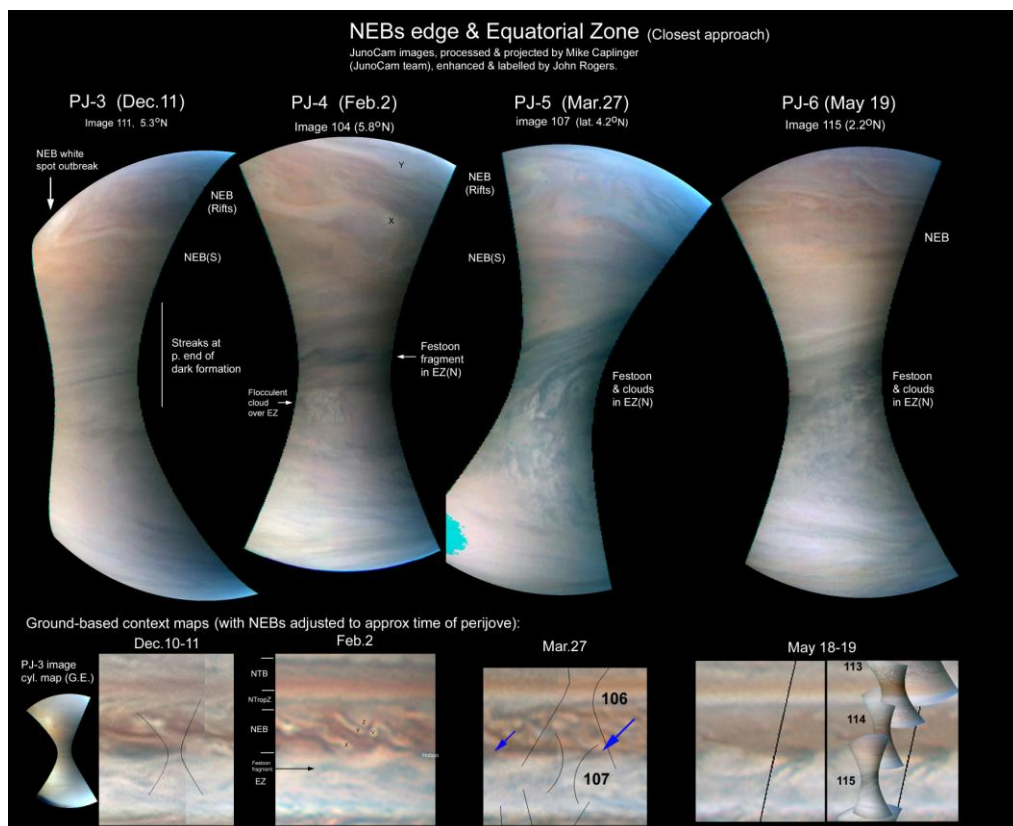 NEBs edge & Equatorial Zone (Closest approach)
JunoCam images, processed & projected by Mike Caplinger
(JunoCam team), enhanced & labelled by John Rogers.
PJ-3 (Dec.11)
Image 111, 5.3°N
PJ-4 (Feb.2)
Image 104 (5.8°N)
PJ-5 (Mar.27)
image 107 (lat. 4.2°N)
PJ-6 (May 19)
Image 115 (2.2°N)
NEB white
spot outbreak
NEB
(Rifts)
NEB(S)
Streaks at
p. end of
dark formation
Y
X
Flocculent
cloud
over EZ
Festoon
fragment
in EZ(N)
NEB
(Rifts)
NEB(S)
Festoon
& clouds
in EZ(N)
NEB
Festoon
& clouds
in EZ(N)
Ground-based context maps (with NEBs adjusted to approx time of perijove):
PJ-3 image
cyl. map (G.E.)
Dec.10-11
Feb.2
NTB
NTropZ
NEB
Festoon
fragment
EZ
Mar.27
106
107
May 18-19
113
114
115